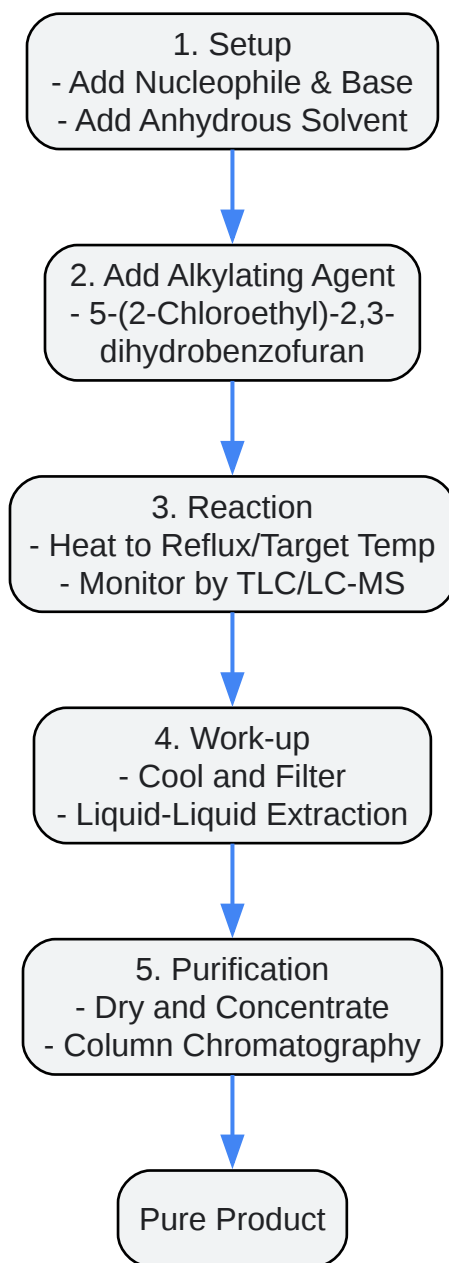 1. Setup
- Add Nucleophile & Base
- Add Anhydrous Solvent
2. Add Alkylating Agent
- 5-(2-Chloroethyl)-2,3-
dihydrobenzofuran
3. Reaction
- Heat to Reflux/Target Temp
- Monitor by TLC/LC-MS
4. Work-up
- Cool and Filter
- Liquid-Liquid Extraction
5. Purification
- Dry and Concentrate
- Column Chromatography
Pure Product